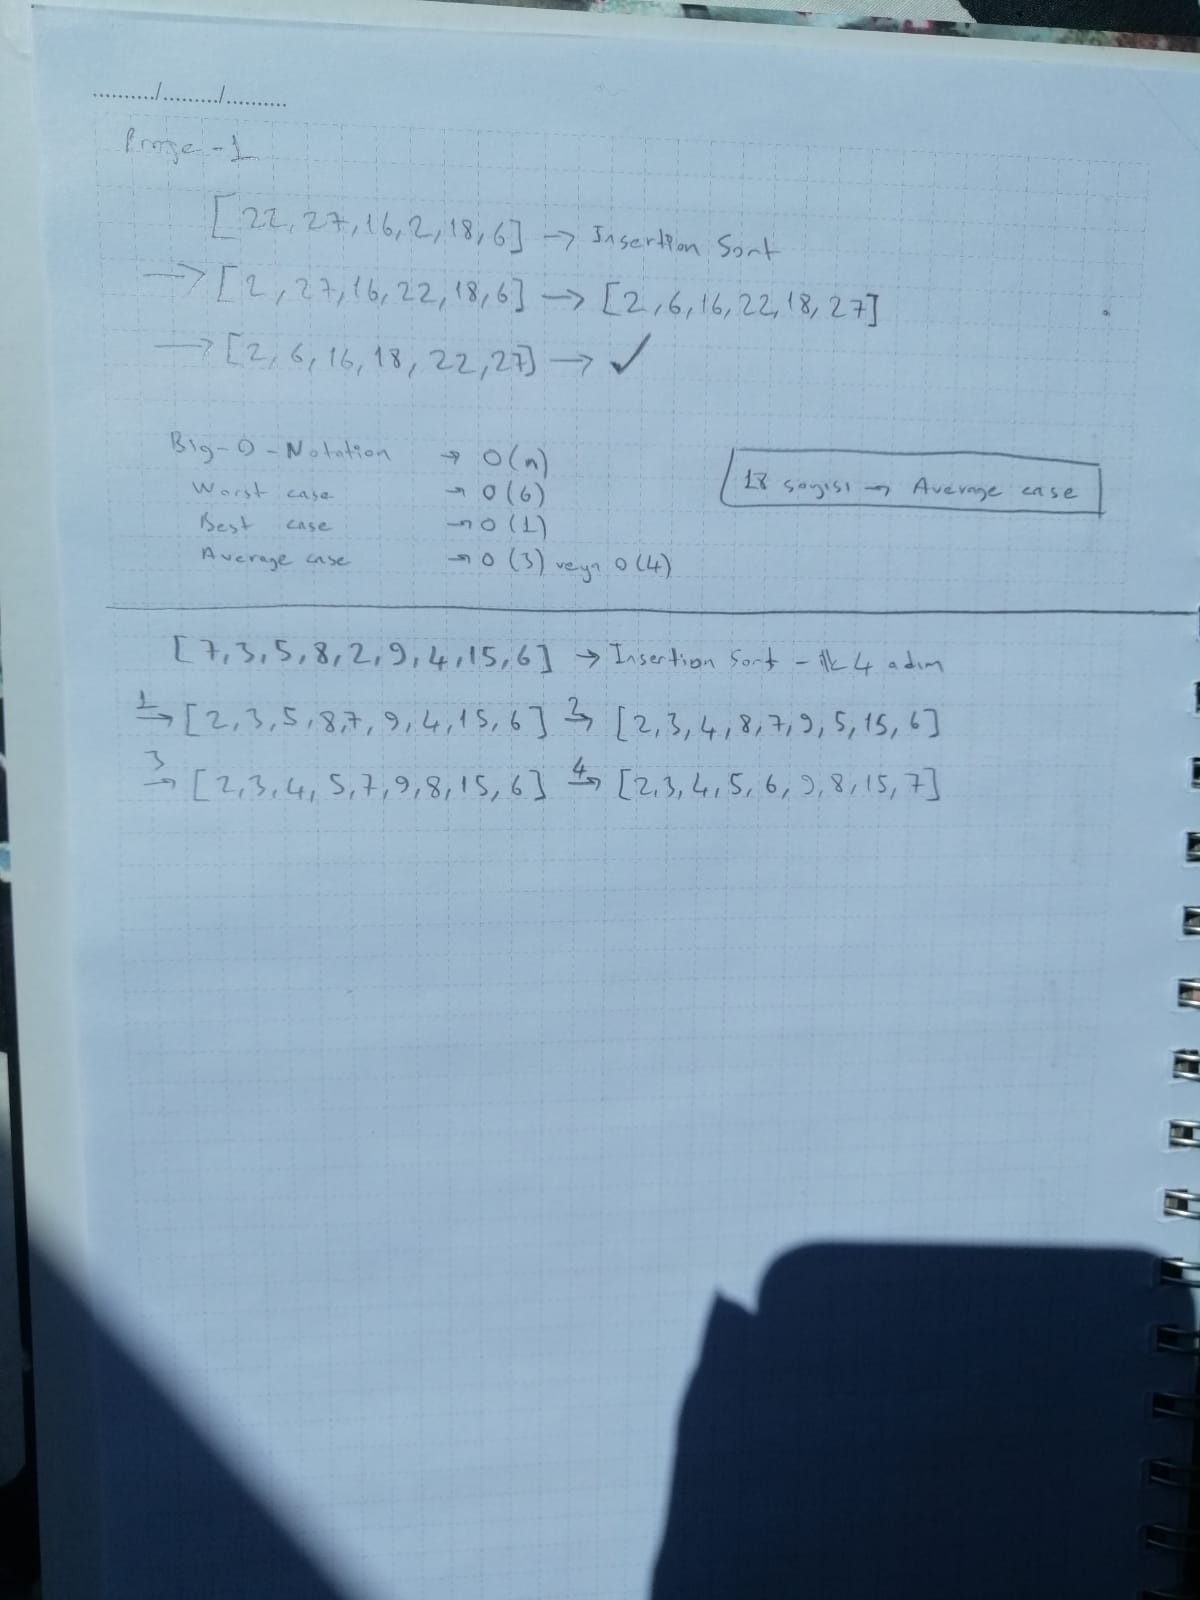 ........../........./..........
Proje-1
[22,27,16,2,18,6] → Insertion Sort
→ [2,27,16,22,18,6] → [2,6,16,22,18,27]
→ [2,6,16,18,22,27] → ✓
Big-O-Notation → O(n)
Worst case → O(6)
Best case → O(1)
Average case → O(3) veya O(4)
18 sayısı → Average case
[7,3,5,8,2,9,4,15,6] → Insertion Sort - ilk 4 adım
1→ [2,3,5,8,7,9,4,15,6] 2→ [2,3,4,8,7,9,5,15,6]
3→ [2,3,4,5,7,9,8,15,6] 4→ [2,3,4,5,6,9,8,15,7]